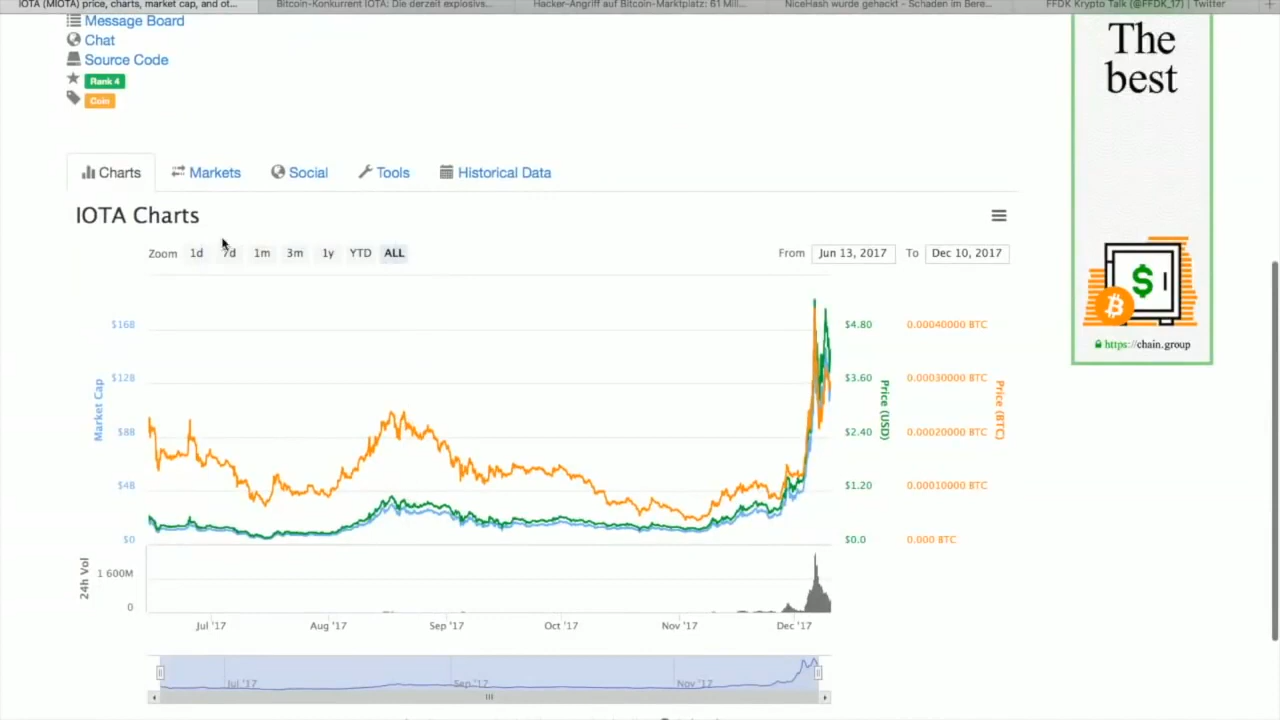 IOTA (MIOTA) price, charts, market cap, and ot...
Bitcoin-Konkurrent IOTA: Die derzeit explosivs...
Hacker-Angriff auf Bitcoin-Marktplatz: 61 Mill...
NiceHash wurde gehackt - Schaden im Bere...
FFDK Krypto Talk (@FFDK_17) | Twitter
Message Board
Chat
Source Code
Rank 4
Coin
The
best
$
https://chain.group
Charts
Markets
Social
Tools
Historical Data
IOTA Charts
Zoom 1d 7d 1m 3m 1y YTD ALL
From Jun 13, 2017 To Dec 10, 2017
$16B $4.80 0.00040000 BTC
$12B $3.60 0.00030000 BTC
$8B $2.40 0.00020000 BTC
$4B $1.20 0.00010000 BTC
$0 $0.0 0.000 BTC
Market Cap
Price (USD)
Price (BTC)
24h Vol
1 600M
0
Jul '17 Aug '17 Sep '17 Oct '17 Nov '17 Dec '17
Jul '17 Sep '17 Nov '17